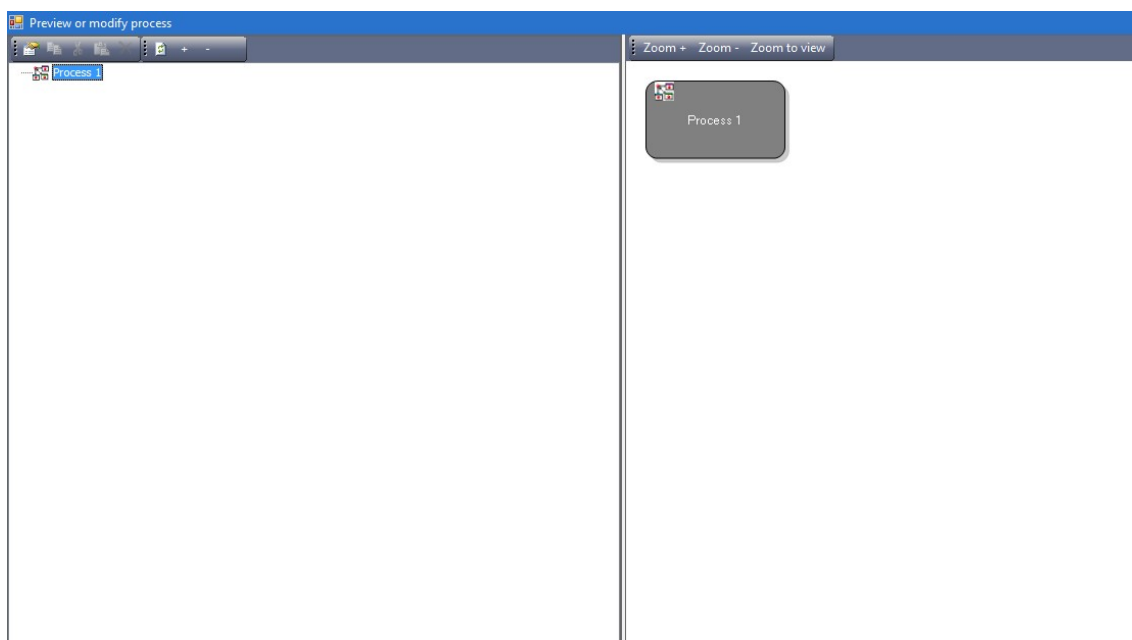 Preview or modify process
+ -
Zoom + Zoom - Zoom to view
Process 1
Process 1